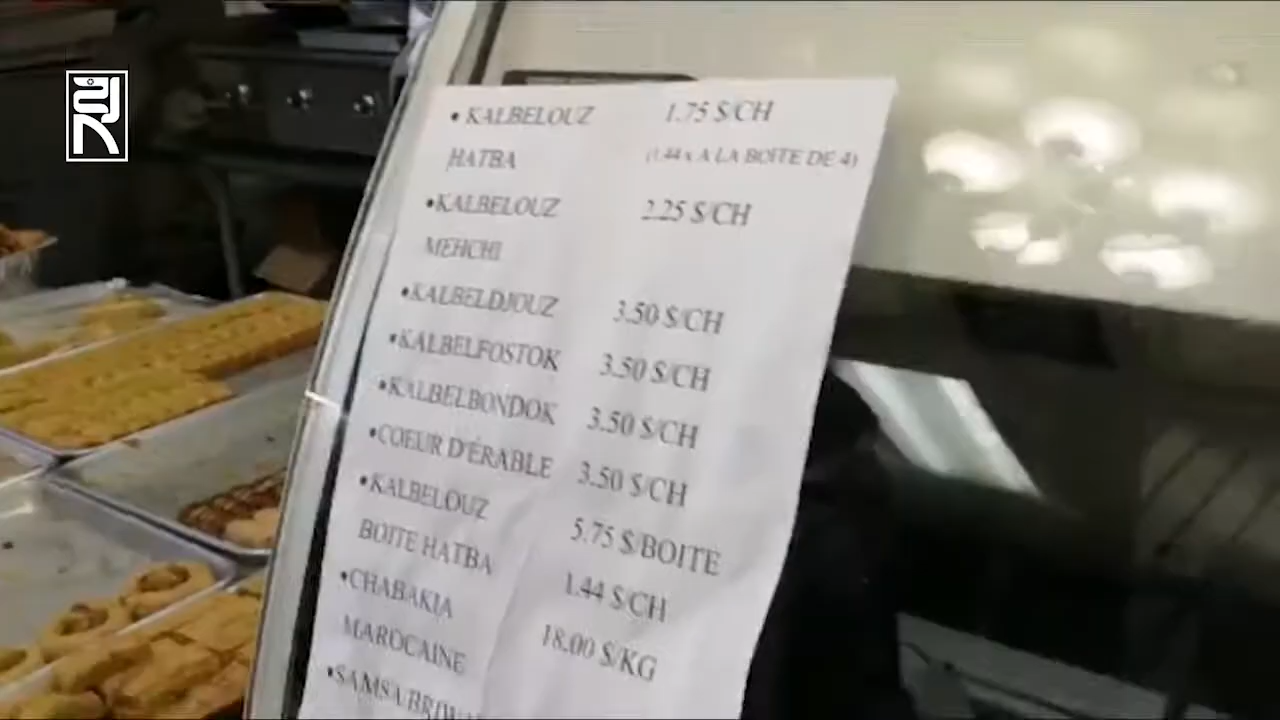 • KALBELOUZ 1.75 $/CH
HATBA (1.44x A LA BOITE DE 4)
•KALBELOUZ 2.25 $/CH
MEHCHI
•KALBELDJOUZ 3.50 $/CH
•KALBELFOSTOK 3.50 $/CH
•KALBELBONDOK 3.50 $/CH
•COEUR D'ÉRABLE 3.50 $/CH
•KALBELOUZ 5.75 $/BOITE
BOITE HATBA 1.44 $/CH
•CHABAKIA 18.00 $/KG
MAROCAINE